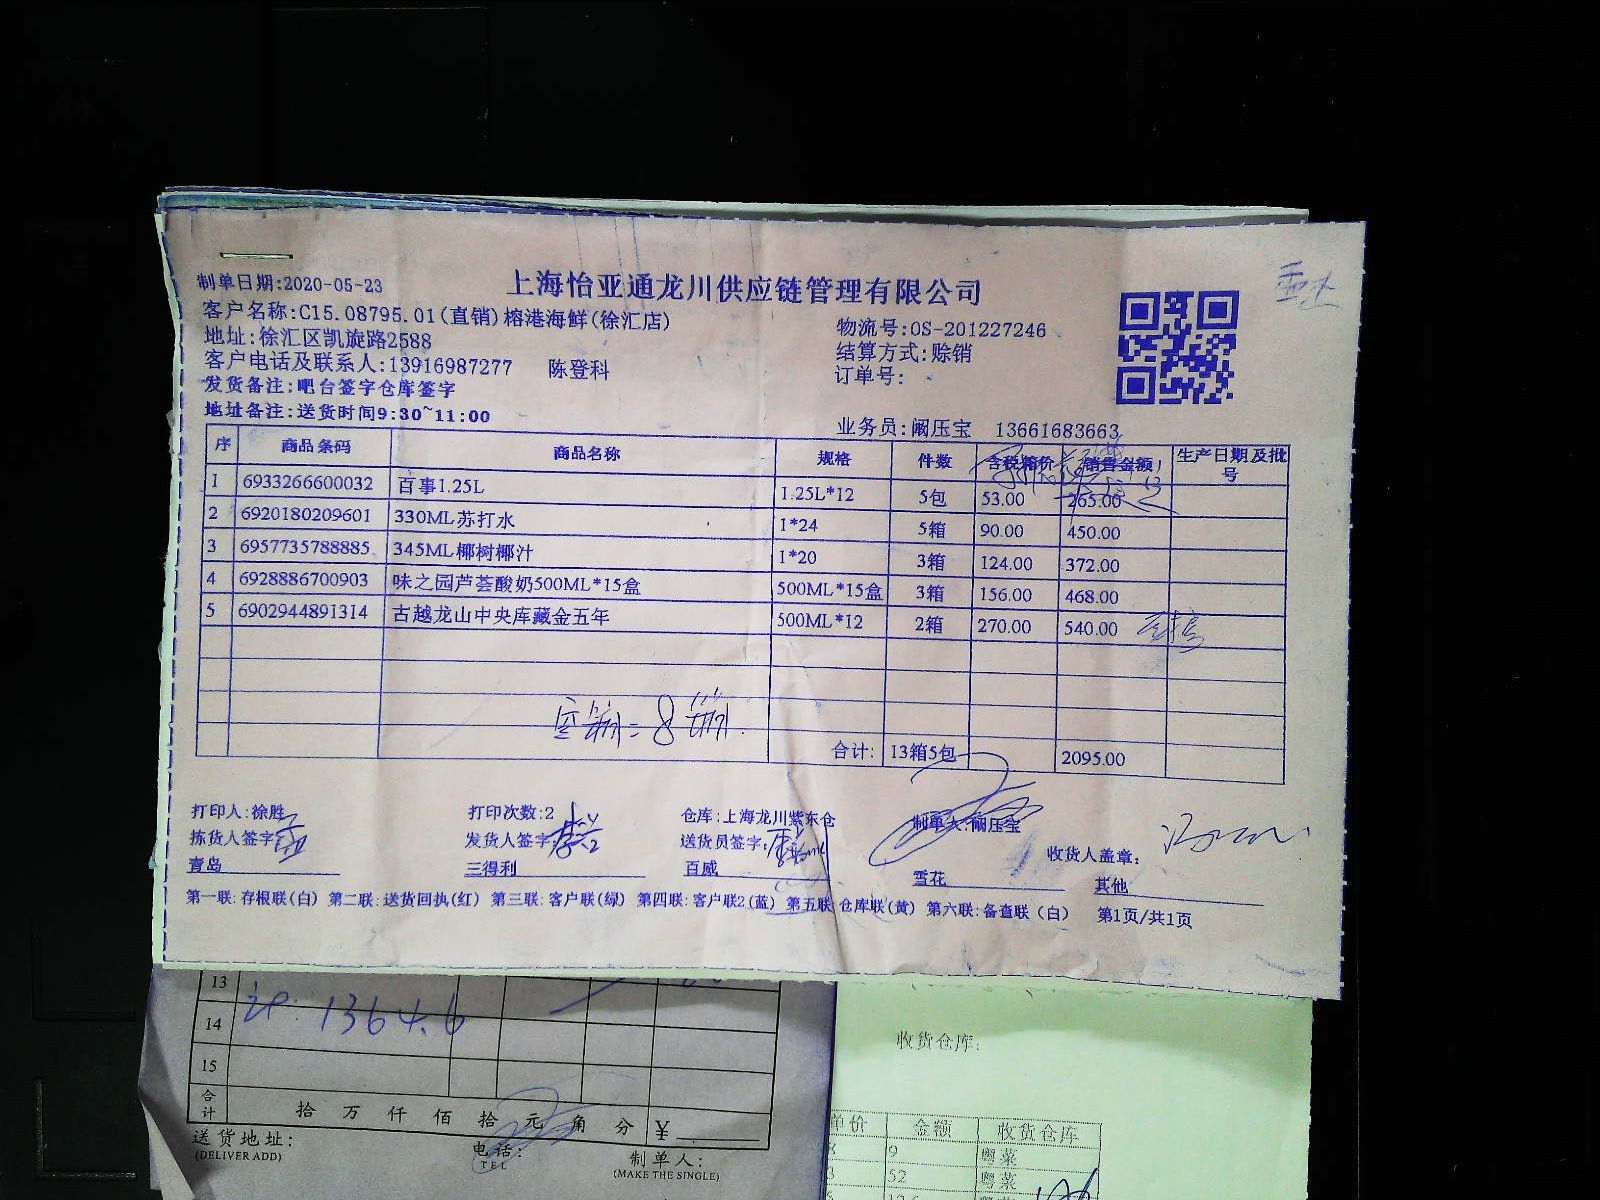 上海怡亚通龙川供应链管理有限公司
制单日期:2020-05-23
客户名称:C15.08795.01(直销)榕港海鲜(徐汇店)
地址:徐汇区凯旋路2588
客户电话及联系人:13916987277 陈登科
发货备注:吧台签字仓库签字
地址备注:送货时间9:30~11:00
物流号:OS-201227246
结算方式:赊销
订单号:
业务员:阚压宝 13661683663
序 商品条码 商品名称 规格 件数 含税箱价 销售金额 生产日期及批号
1 6933266600032 百事1.25L 1.25L*12 5包 53.00 265.00
2 6920180209601 330ML苏打水 1*24 5箱 90.00 450.00
3 6957735788885 345ML椰树椰汁 1*20 3箱 124.00 372.00
4 6928886700903 味之园芦荟酸奶500ML*15盒 500ML*15盒 3箱 156.00 468.00
5 6902944891314 古越龙山中央库藏金五年 500ML*12 2箱 270.00 540.00
合计: 13箱5包 2095.00
打印人:徐胜 打印次数:2 仓库:上海龙川紫东仓 制单人:阚压宝
拣货人签字: 发货人签字: 送货员签字: 收货人盖章:
青岛 三得利 百威 雪花 其他
第一联:存根联(白) 第二联:送货回执(红) 第三联:客户联(绿) 第四联:客户联2(蓝) 第五联:仓库联(黄) 第六联:备查联(白) 第1页/共1页
13
14 1364.6
15
合计 拾 万 仟 佰 拾 元 角 分 ¥
送货地址: 电话: 制单人:
(DELIVER ADD) TEL (MAKE THE SINGLE)
收货仓库:
单价 金额 收货仓库
9 粤菜
52 粤菜